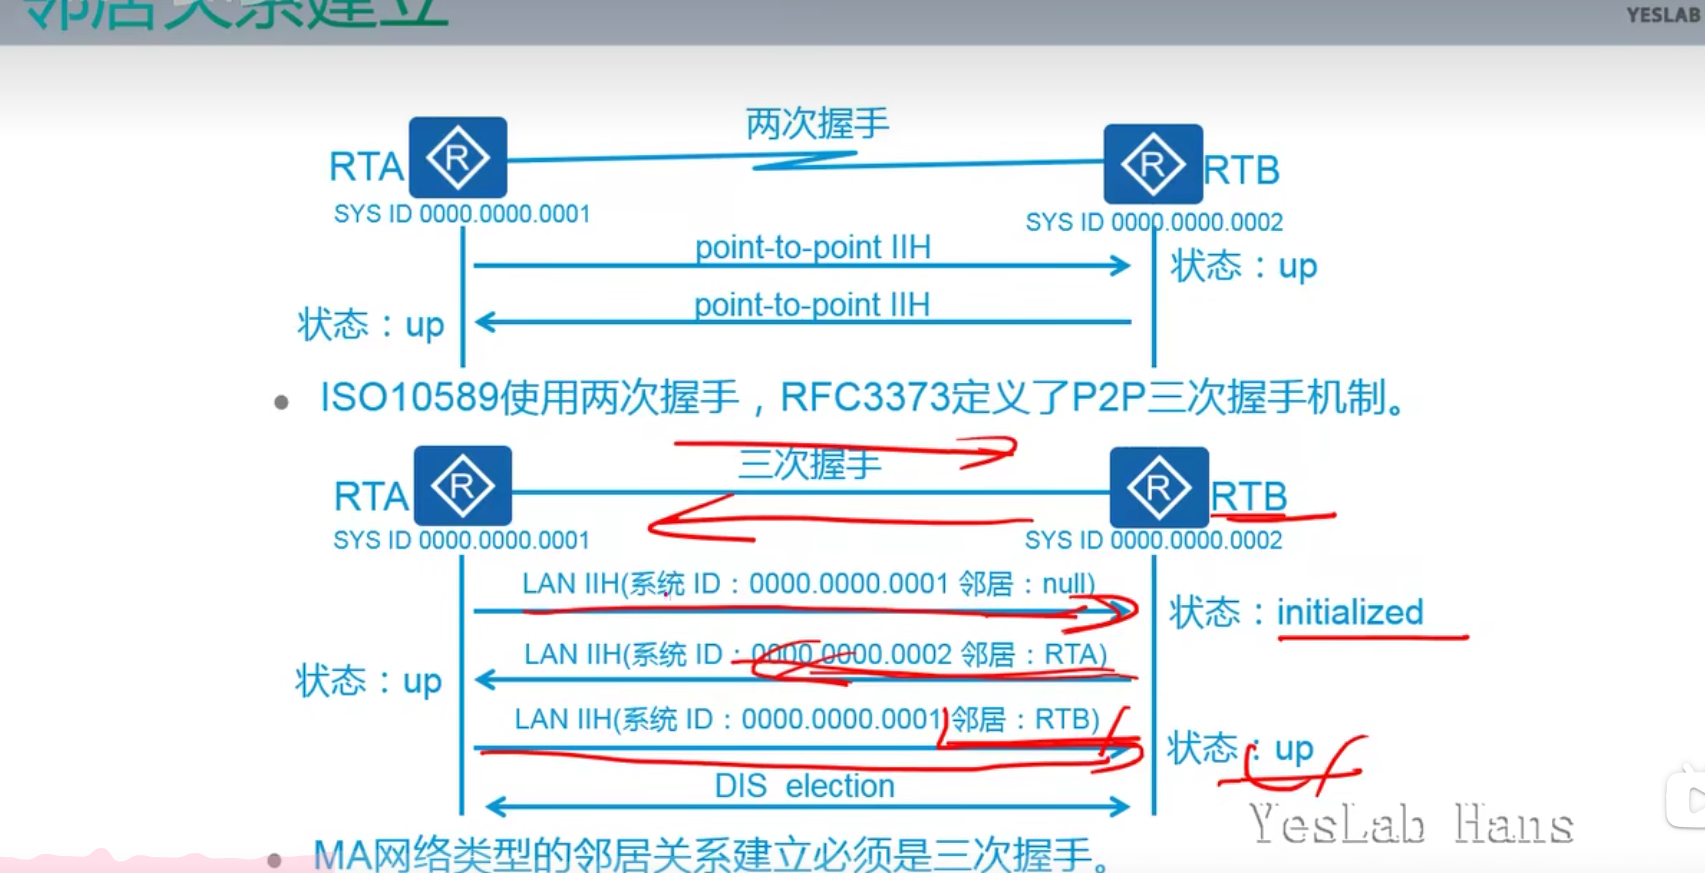 邻居关系建立
YESLAB
两次握手
RTA
RTB
SYS ID 0000.0000.0001
SYS ID 0000.0000.0002
point-to-point IIH
状态：up
point-to-point IIH
状态：up
ISO10589使用两次握手，RFC3373定义了P2P三次握手机制。
三次握手
RTA
RTB
SYS ID 0000.0000.0001
SYS ID 0000.0000.0002
LAN IIH(系统 ID：0000.0000.0001 邻居：null)
状态：initialized
LAN IIH(系统 ID：0000.0000.0002 邻居：RTA)
状态：up
LAN IIH(系统 ID：0000.0000.0001 邻居：RTB)
状态：up
DIS election
YesLab Hans
MA网络类型的邻居关系建立必须是三次握手。